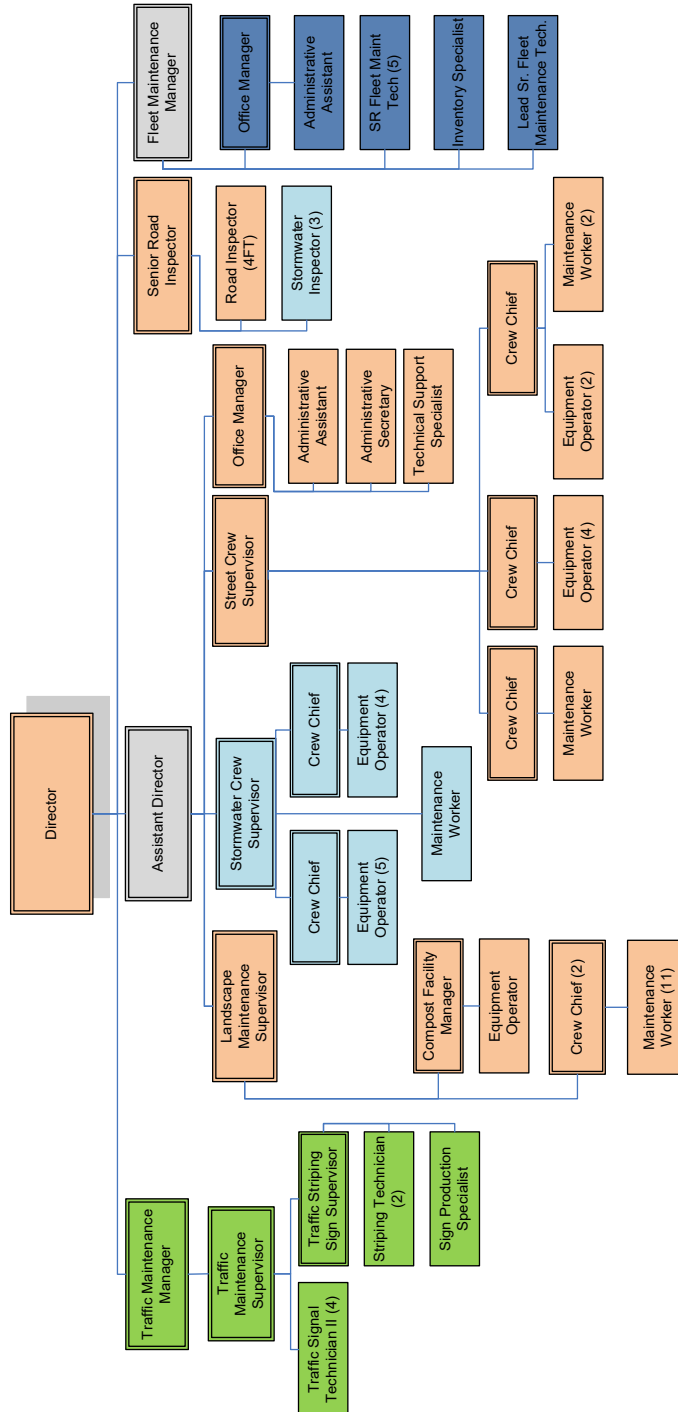 Director
Traffic Maintenance
Manager
Assistant Director
Senior Road
Inspector
Fleet Maintenance
Manager
Traffic
Maintenance
Supervisor
Traffic Signal
Technician II (4)
Traffic Striping
Sign Supervisor
Striping Technician
(2)
Sign Production
Specialist
Landscape
Maintenance
Supervisor
Compost Facility
Manager
Equipment
Operator
Crew Chief (2)
Maintenance
Worker (11)
Stormwater Crew
Supervisor
Crew Chief
Equipment
Operator (5)
Crew Chief
Equipment
Operator (4)
Maintenance
Worker
Street Crew
Supervisor
Crew Chief
Maintenance
Worker
Crew Chief
Equipment
Operator (4)
Crew Chief
Equipment
Operator (2)
Maintenance
Worker (2)
Office Manager
Administrative
Assistant
Administrative
Secretary
Technical Support
Specialist
Road Inspector
(4FT)
Stormwater
Inspector (3)
Office Manager
Administrative
Assistant
SR Fleet Maint
Tech (5)
Inventory Specialist
Lead Sr. Fleet
Maintenance Tech.